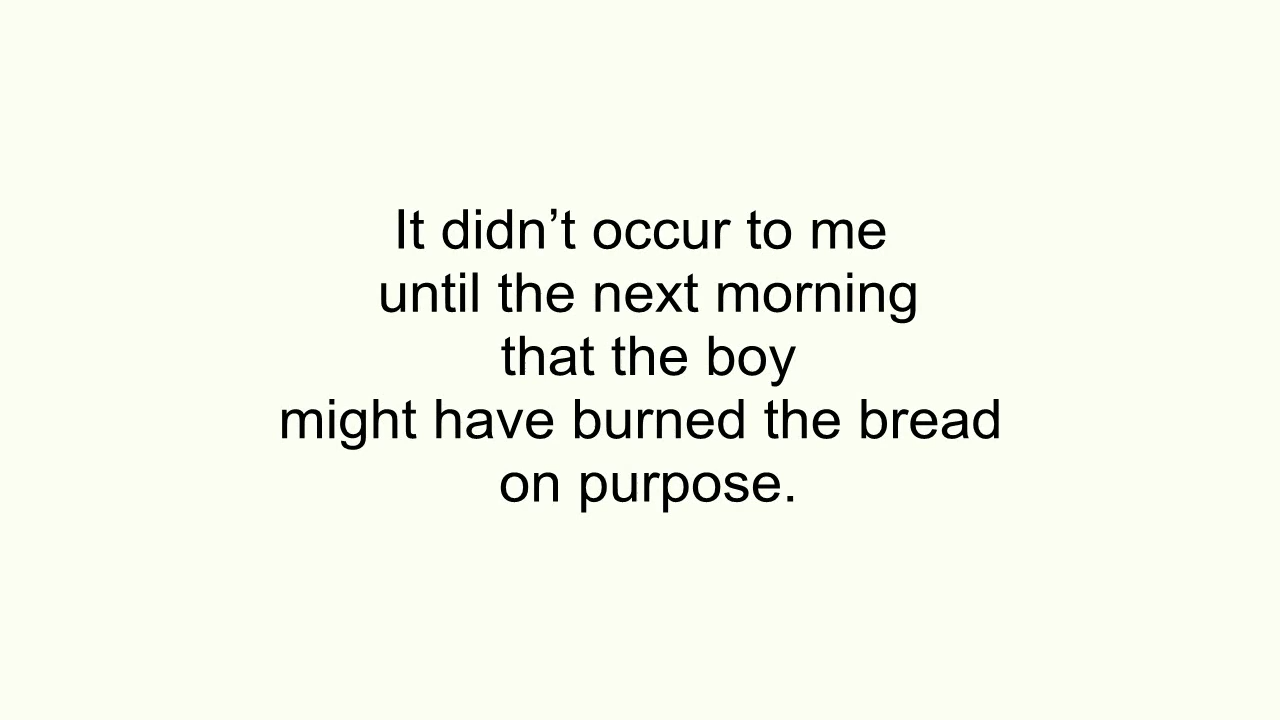 It didn’t occur to me
until the next morning
that the boy
might have burned the bread
on purpose.